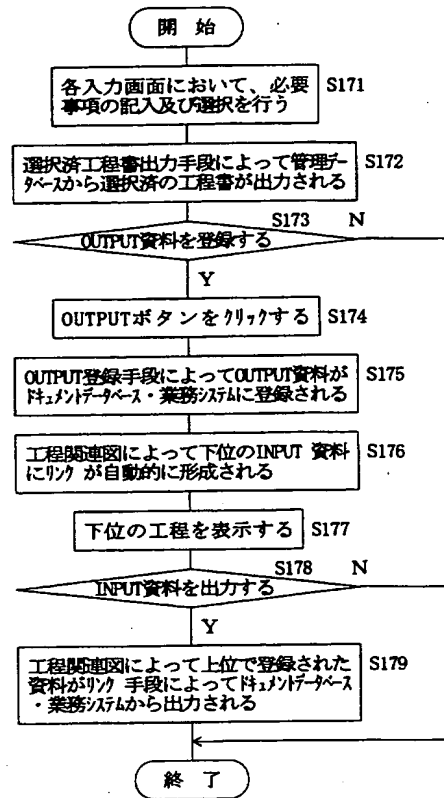 開 始
各入力画面において、必要 S171
事項の記入及び選択を行う
選択済工程書出力手段によって管理デー S172
タベースから選択済の工程書が出力される
S173 N
OUTPUT資料を登録する
Y
OUTPUTボタンをクリックする S174
OUTPUT登録手段によってOUTPUT資料が S175
ドキュメントデータベース・業務システムに登録される
工程関連図によって下位のINPUT 資料 S176
にリンク が自動的に形成される
下位の工程を表示する S177
S178 N
INPUT資料を出力する
Y
工程関連図によって上位で登録された S179
資料がリンク 手段によってドキュメントデータベース
・業務システムから出力される
終 了